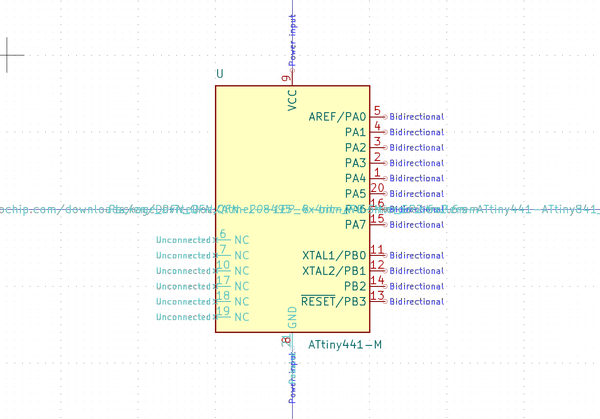 Power input
U
9
VCC
AREF/PA0 5 Bidirectional
PA1 4 Bidirectional
PA2 3 Bidirectional
PA3 2 Bidirectional
PA4 1 Bidirectional
PA5 20 Bidirectional
16
PA7 15 Bidirectional
Unconnected 6 NC
Unconnected 7 NC XTAL1/PB0 11 Bidirectional
Unconnected 10 NC XTAL2/PB1 12 Bidirectional
Unconnected 17 NC PB2 14 Bidirectional
Unconnected 18 NC RESET/PB3 13 Bidirectional
Unconnected 19 NC
GND
8
ATtiny441-M
Power input